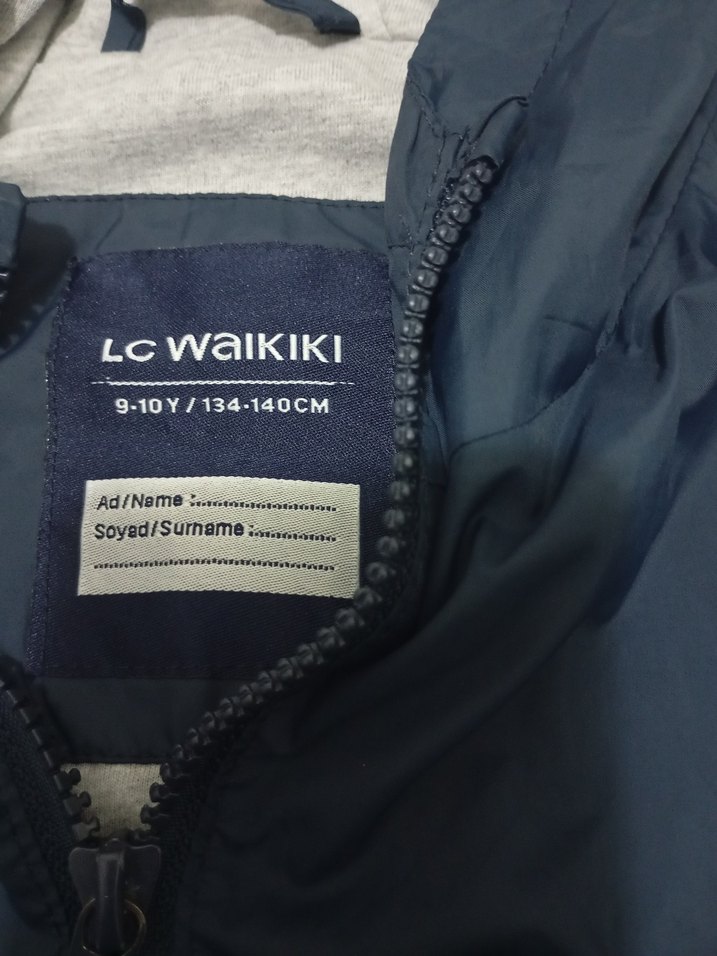 LC WAIKIKI
9-10 Y / 134-140 CM
Ad/Name :....................
Soyad/Surname :............
..................................